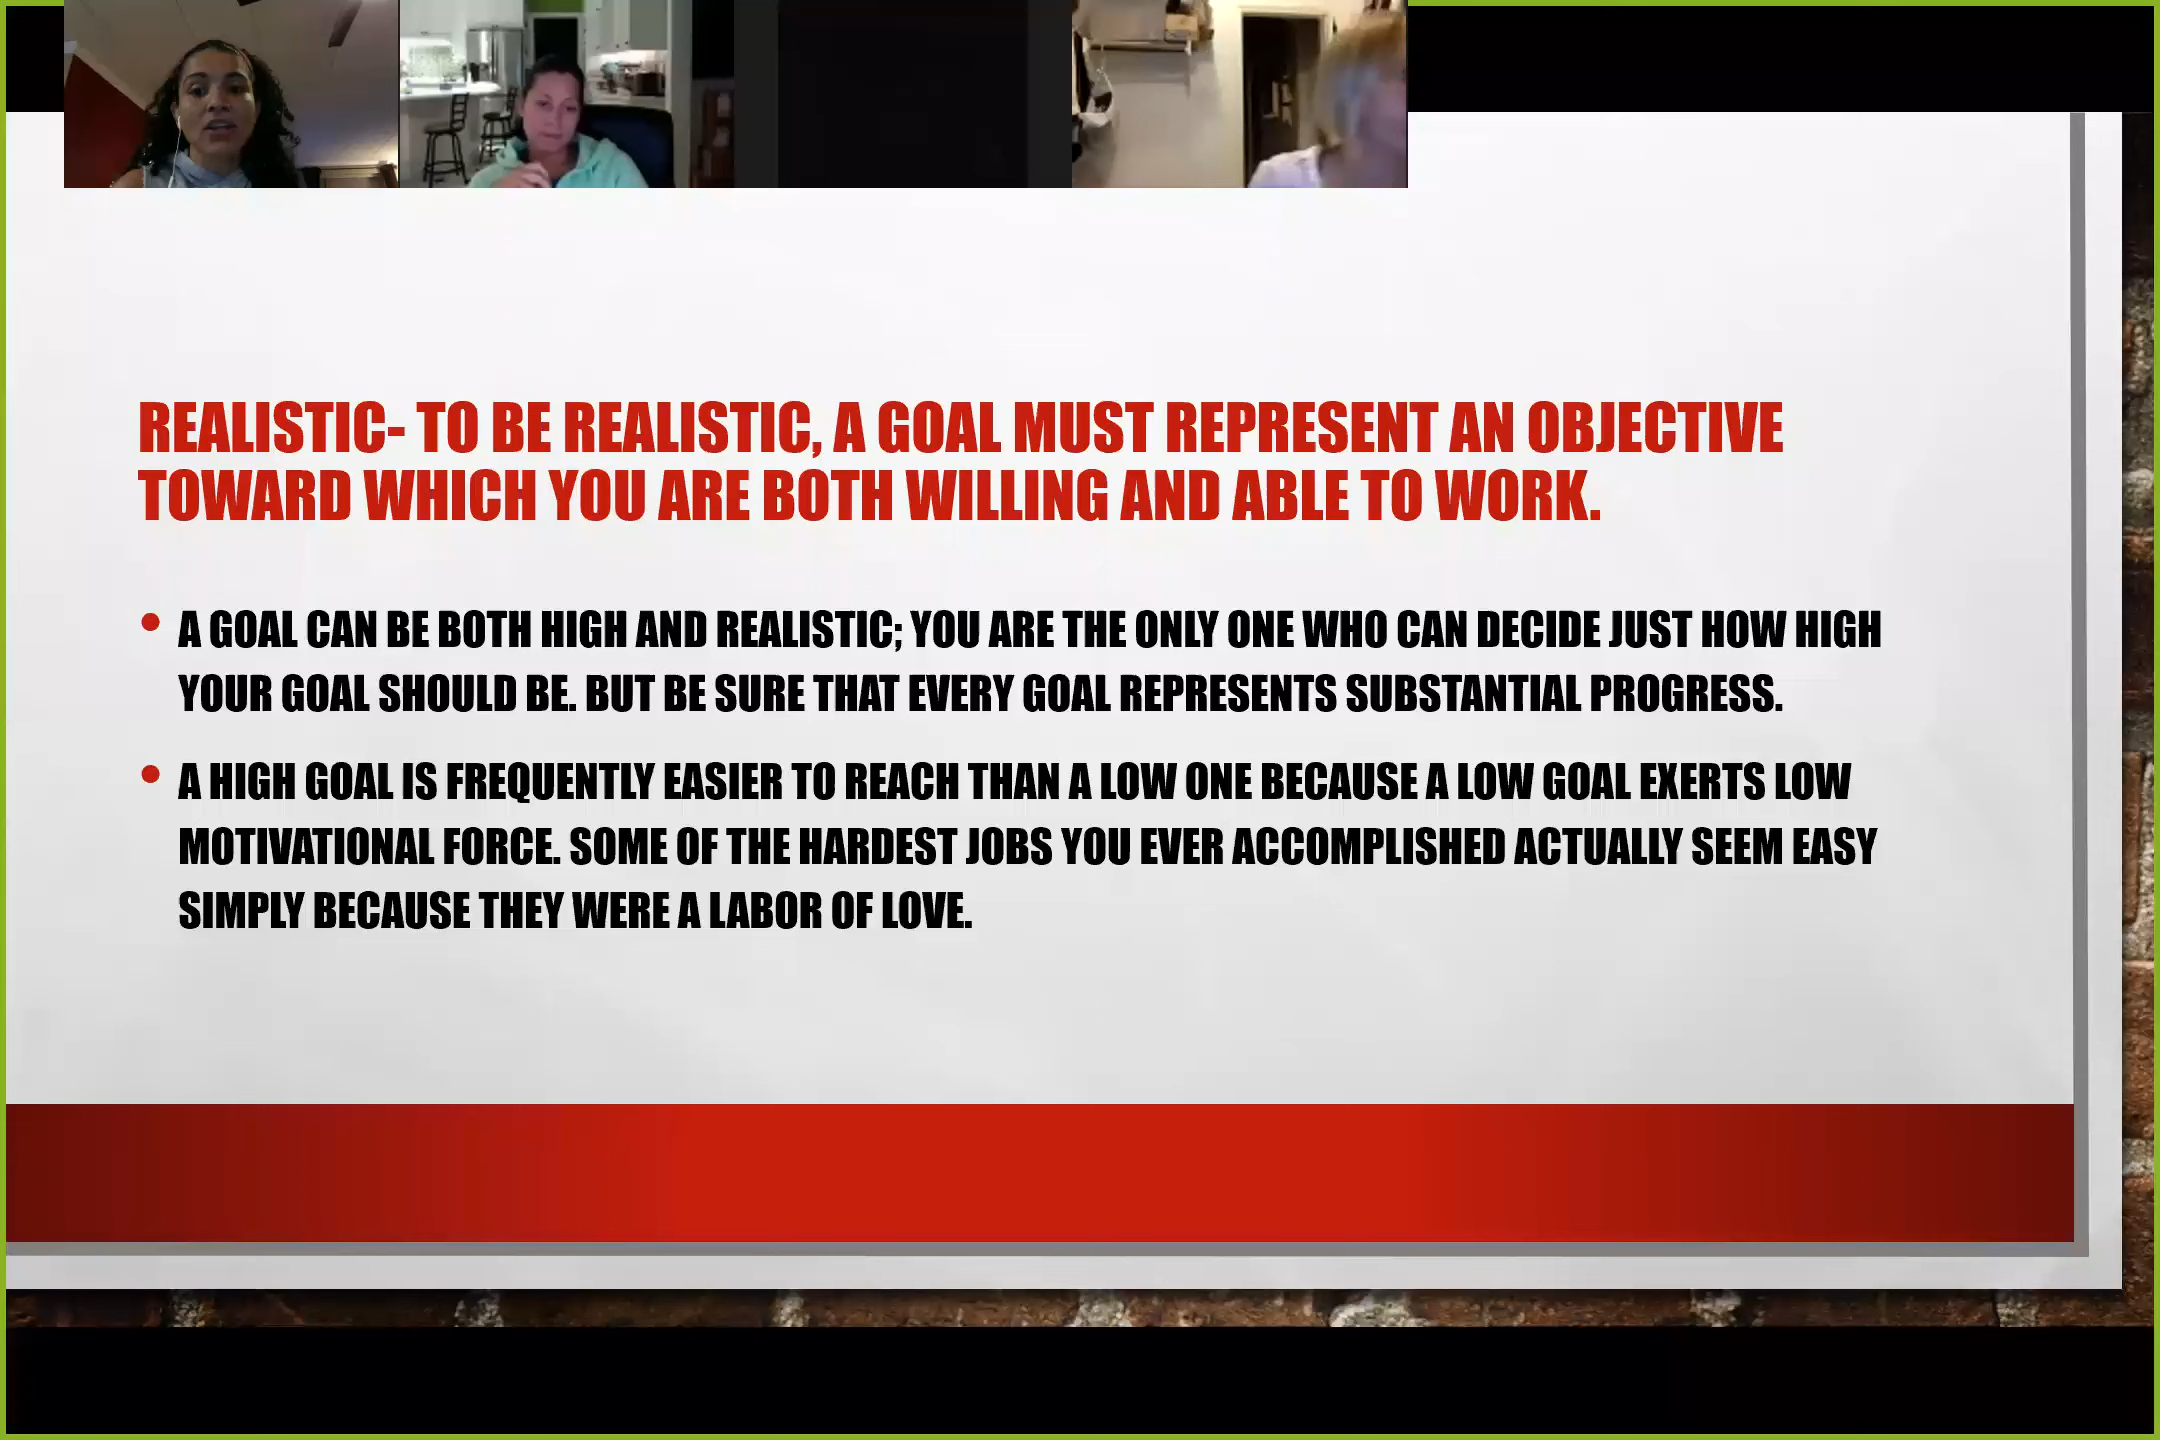 REALISTIC- TO BE REALISTIC, A GOAL MUST REPRESENT AN OBJECTIVE
TOWARD WHICH YOU ARE BOTH WILLING AND ABLE TO WORK.
• A GOAL CAN BE BOTH HIGH AND REALISTIC; YOU ARE THE ONLY ONE WHO CAN DECIDE JUST HOW HIGH
YOUR GOAL SHOULD BE. BUT BE SURE THAT EVERY GOAL REPRESENTS SUBSTANTIAL PROGRESS.
• A HIGH GOAL IS FREQUENTLY EASIER TO REACH THAN A LOW ONE BECAUSE A LOW GOAL EXERTS LOW
MOTIVATIONAL FORCE. SOME OF THE HARDEST JOBS YOU EVER ACCOMPLISHED ACTUALLY SEEM EASY
SIMPLY BECAUSE THEY WERE A LABOR OF LOVE.